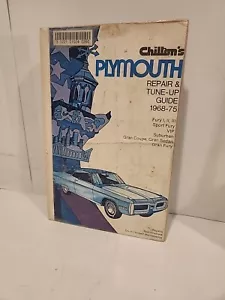 Chilton's
PLYMOUTH
REPAIR &
TUNE-UP
GUIDE
1968-75
Fury I, II, III
Sport Fury
VIP
Suburban
Gran Coupe, Gran Sedan
Gran Fury